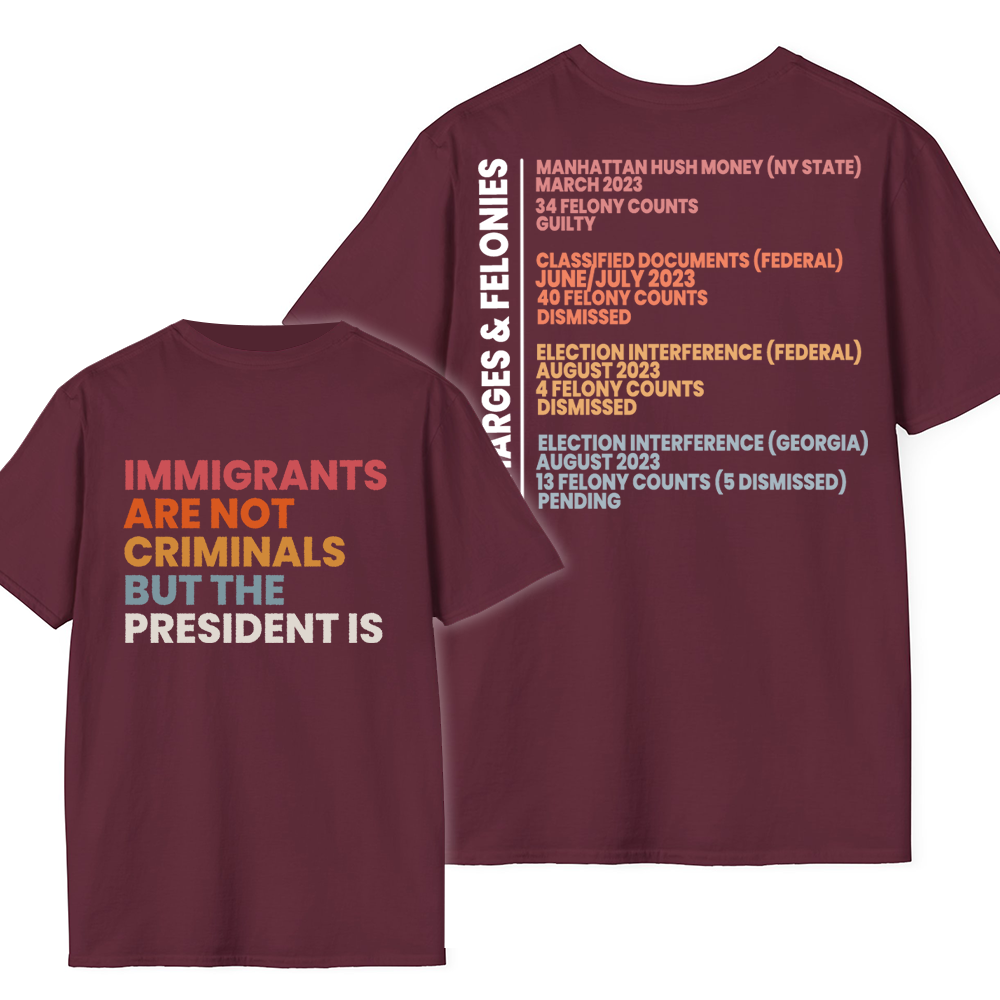 IMMIGRANTS
ARE NOT
CRIMINALS
BUT THE
PRESIDENT IS
& FELONIES
MANHATTAN HUSH MONEY (NY STATE)
MARCH 2023
34 FELONY COUNTS
GUILTY
CLASSIFIED DOCUMENTS (FEDERAL)
JUNE/JULY 2023
40 FELONY COUNTS
DISMISSED
ELECTION INTERFERENCE (FEDERAL)
AUGUST 2023
4 FELONY COUNTS
DISMISSED
ELECTION INTERFERENCE (GEORGIA)
AUGUST 2023
13 FELONY COUNTS (5 DISMISSED)
PENDING